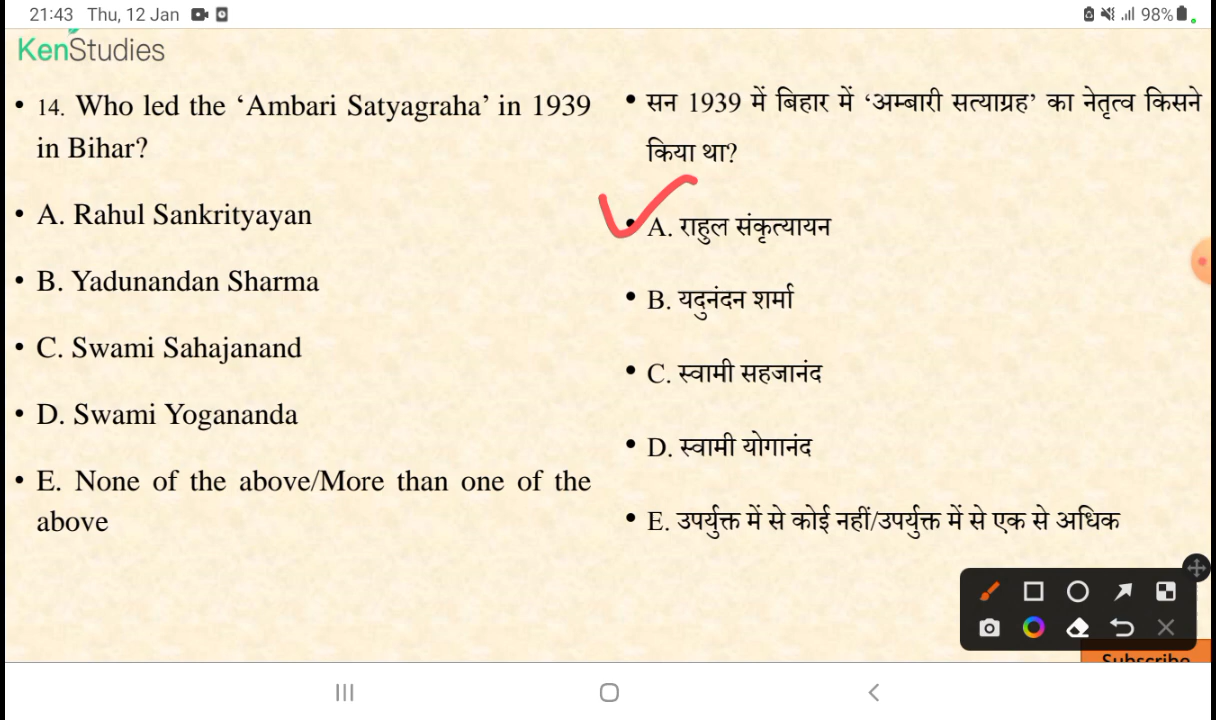 21:43 Thu, 12 Jan
98%
KenStudies
• 14. Who led the ‘Ambari Satyagraha’ in 1939
in Bihar?
• A. Rahul Sankrityayan
• B. Yadunandan Sharma
• C. Swami Sahajanand
• D. Swami Yogananda
• E. None of the above/More than one of the
above
• सन 1939 में बिहार में ‘अम्बारी सत्याग्रह’ का नेतृत्व किसने
किया था?
• A. राहुल संकृत्यायन
• B. यदुनंदन शर्मा
• C. स्वामी सहजानंद
• D. स्वामी योगानंद
• E. उपर्युक्त में से कोई नहीं/उपर्युक्त में से एक से अधिक
Subscribe